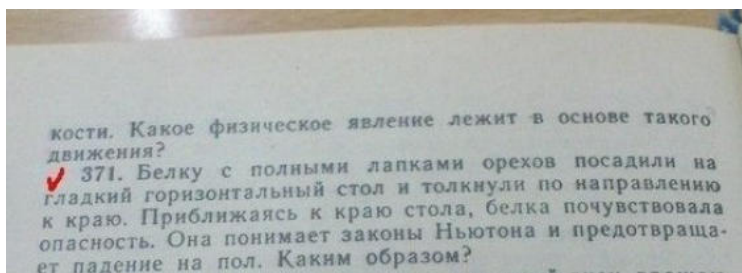 кости. Какое физическое явление лежит в основе такого
движения?
371. Белку с полными лапками орехов посадили на
гладкий горизонтальный стол и толкнули по направлению
к краю. Приближаясь к краю стола, белка почувствовала
опасность. Она понимает законы Ньютона и предотвраща-
ет падение на пол. Каким образом?